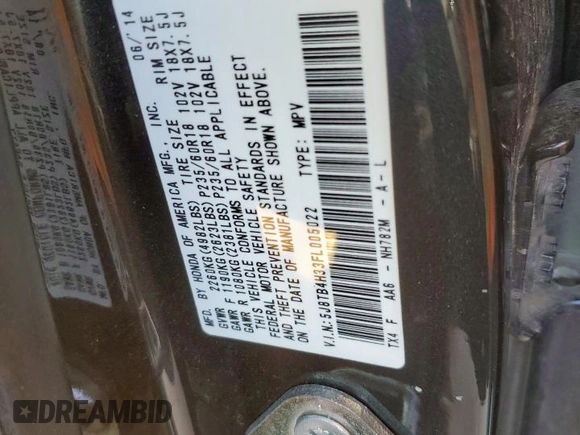 MFD. BY HONDA OF AMERICA MFG., INC. 06/14
GVWR 2260KG(4982LBS) TIRE SIZE RIM SIZE
GAWR F 1190KG(2623LBS) P235/60R18 102V 18X7.5J
GAWR R 1080KG(2381LBS) P235/60R18 102V 18X7.5J
THIS VEHICLE CONFORMS TO ALL APPLICABLE
FEDERAL MOTOR VEHICLE SAFETY
AND THEFT PREVENTION STANDARDS IN EFFECT
ON THE DATE OF MANUFACTURE SHOWN ABOVE.
V.I.N.: 5J8TB4H33FL005022 TYPE: MPV
TX4 F AA6 - NH782M - A - L
DREAMBID